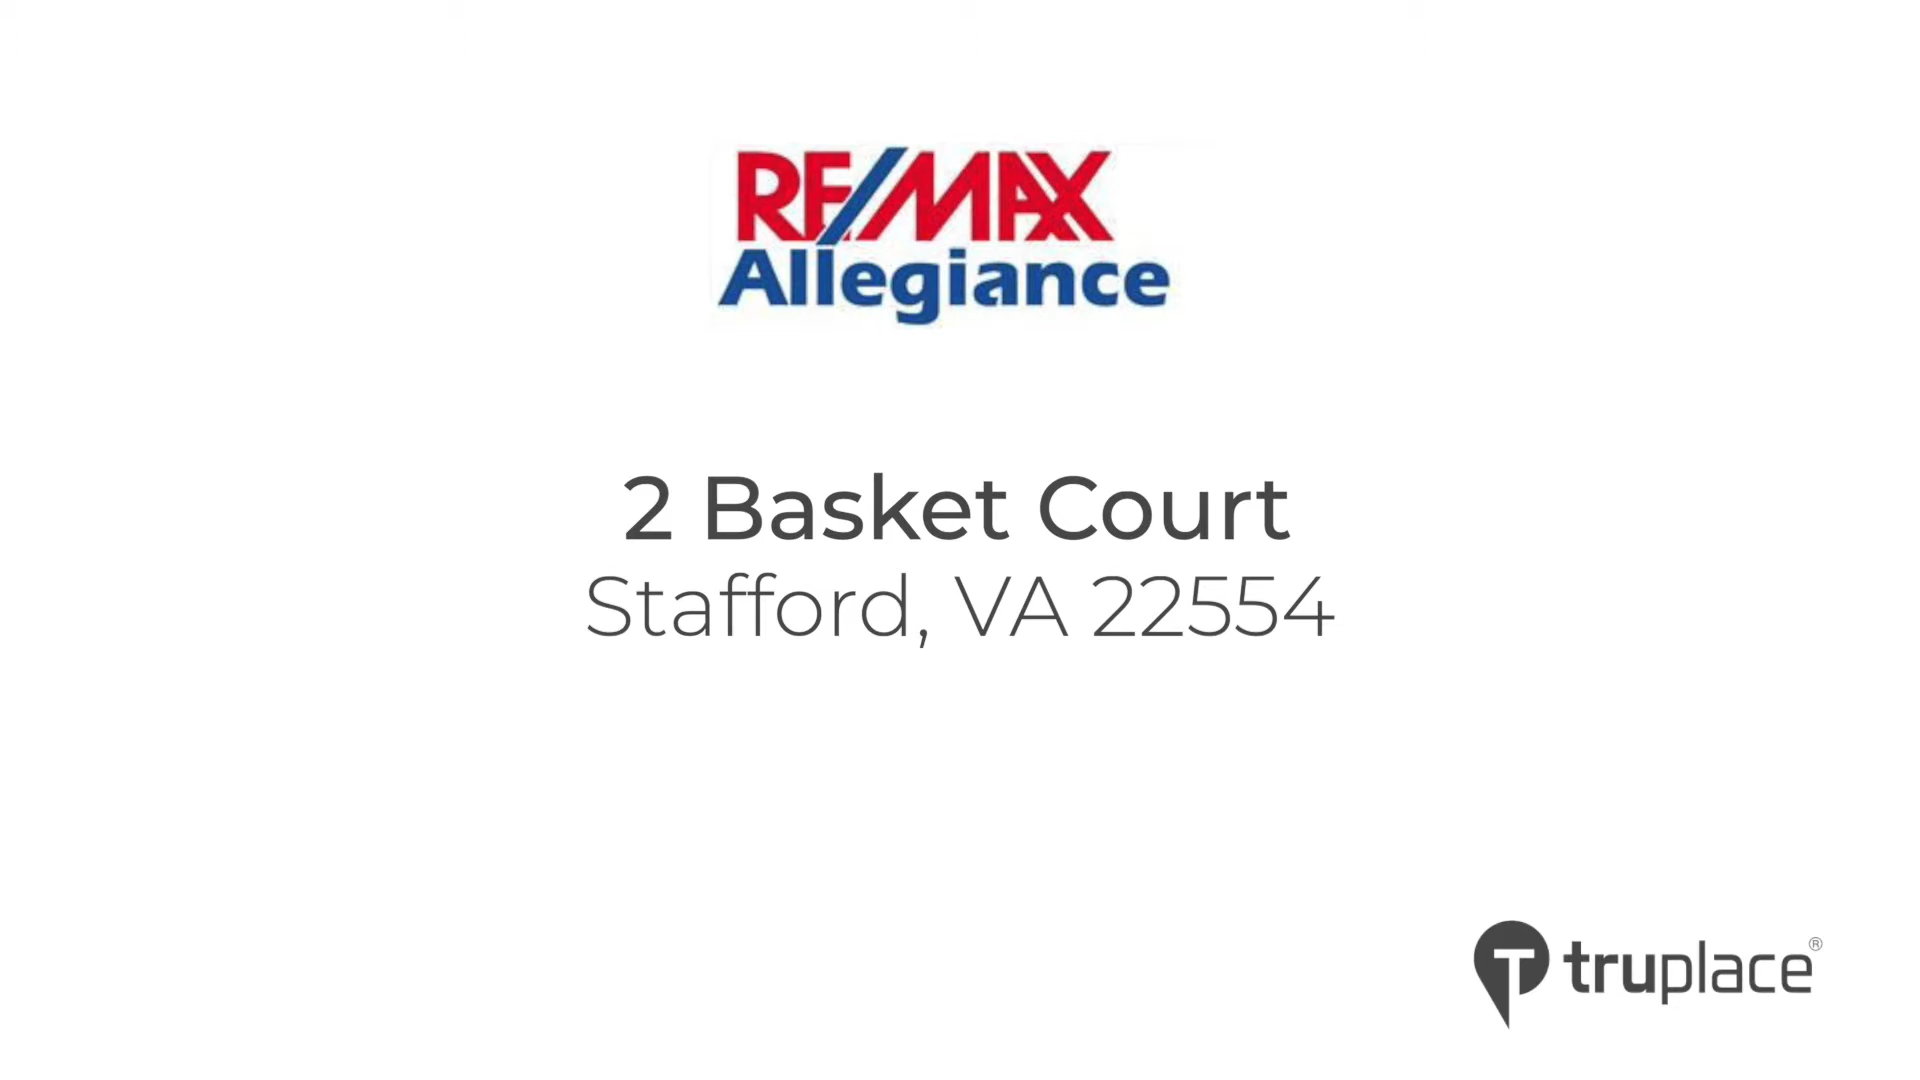 RE/MAX
Allegiance
2 Basket Court
Stafford, VA 22554
truplace®